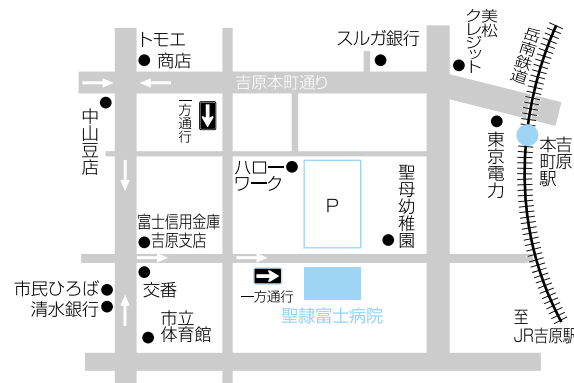 トモエ
商店
スルガ銀行
美松
クレジット
岳南鉄道
吉原本町通り
中山豆店
一方通行
東京電力
吉原
本町駅
ハロー
ワーク
P
聖母幼稚園
富士信用金庫
吉原支店
市民ひろば
清水銀行
交番
一方通行
市立
体育館
聖隷富士病院
至
JR吉原駅